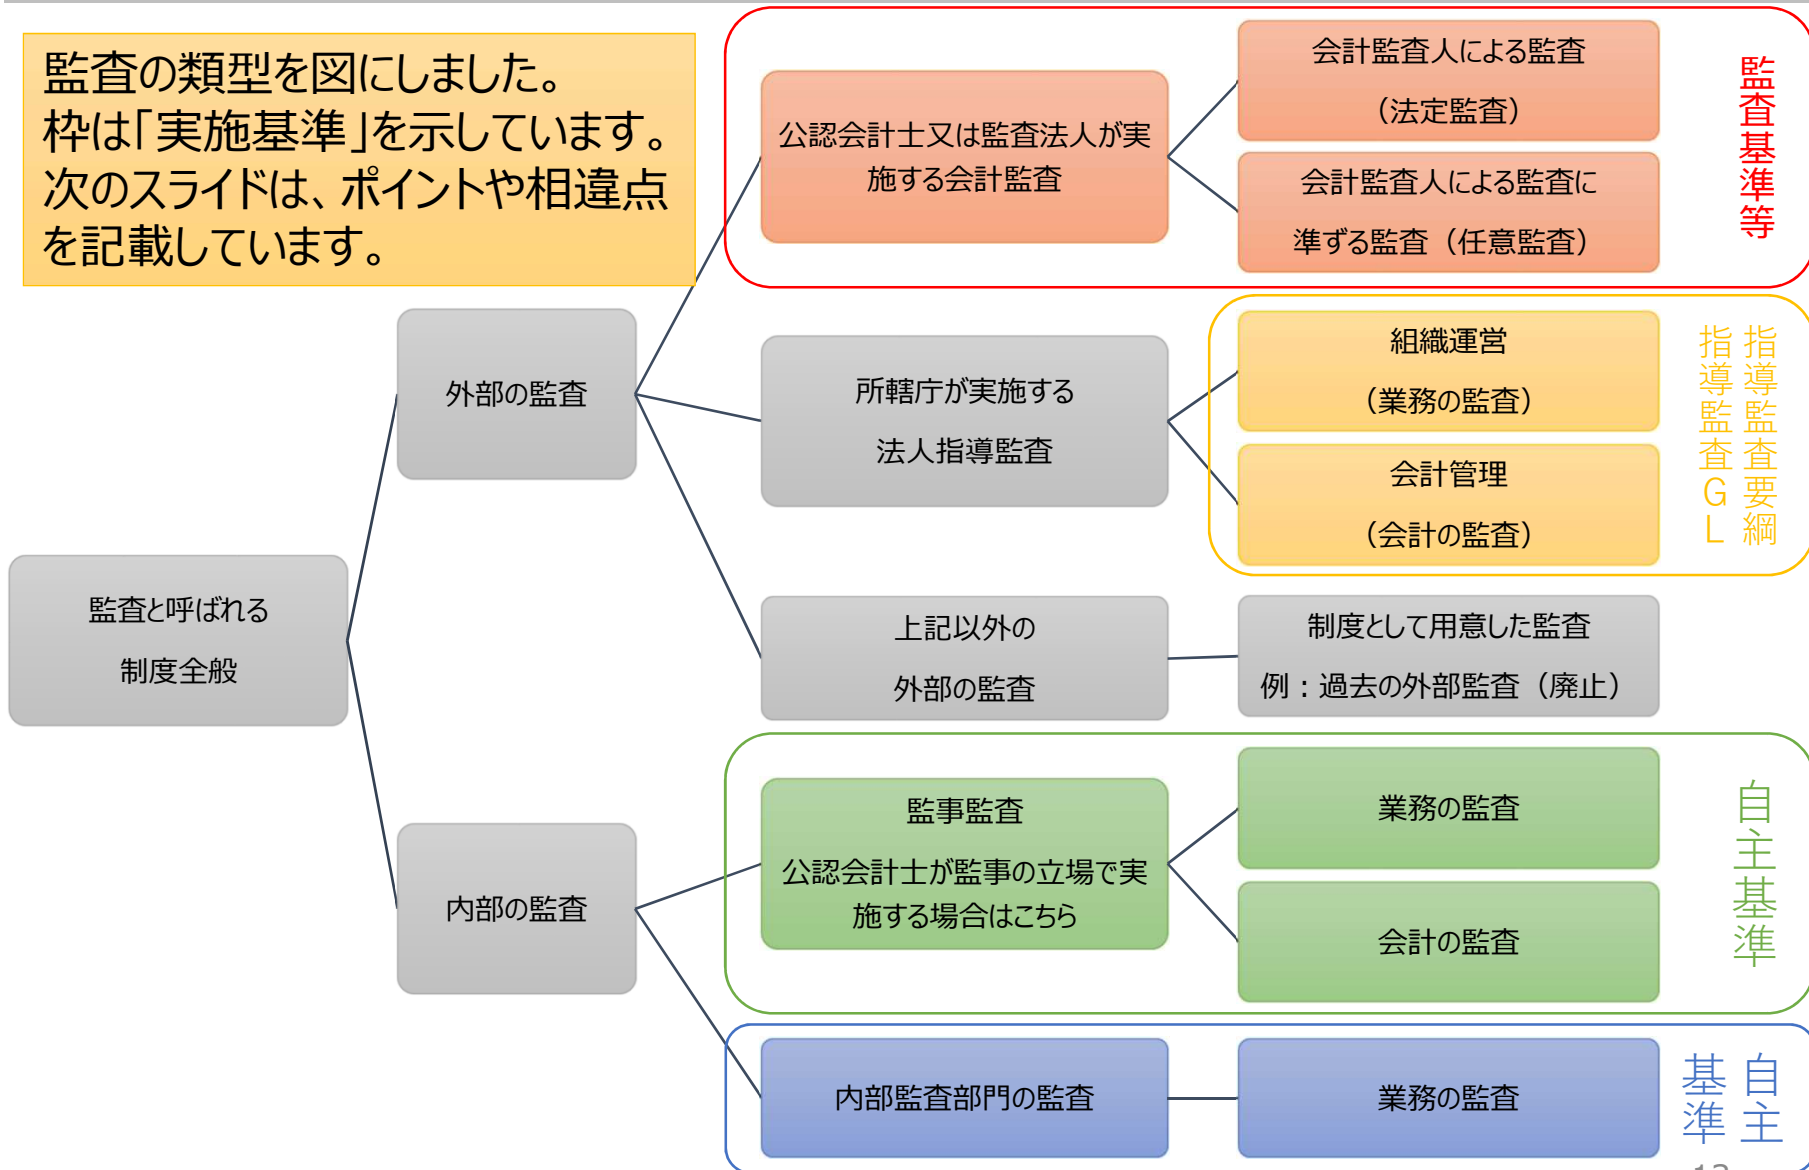 監査の類型を図にしました。
枠は「実施基準」を示しています。
次のスライドは、ポイントや相違点
を記載しています。
監査と呼ばれる
制度全般
外部の監査
公認会計士又は監査法人が実
施する会計監査
会計監査人による監査
（法定監査）
会計監査人による監査に
準ずる監査（任意監査）
監査基準等
所轄庁が実施する
法人指導監査
組織運営
（業務の監査）
会計管理
（会計の監査）
指導監査要綱
指導監査ＧＬ
上記以外の
外部の監査
制度として用意した監査
例：過去の外部監査（廃止）
内部の監査
監事監査
公認会計士が監事の立場で実
施する場合はこちら
業務の監査
会計の監査
自主基準
内部監査部門の監査
業務の監査
自主
基準